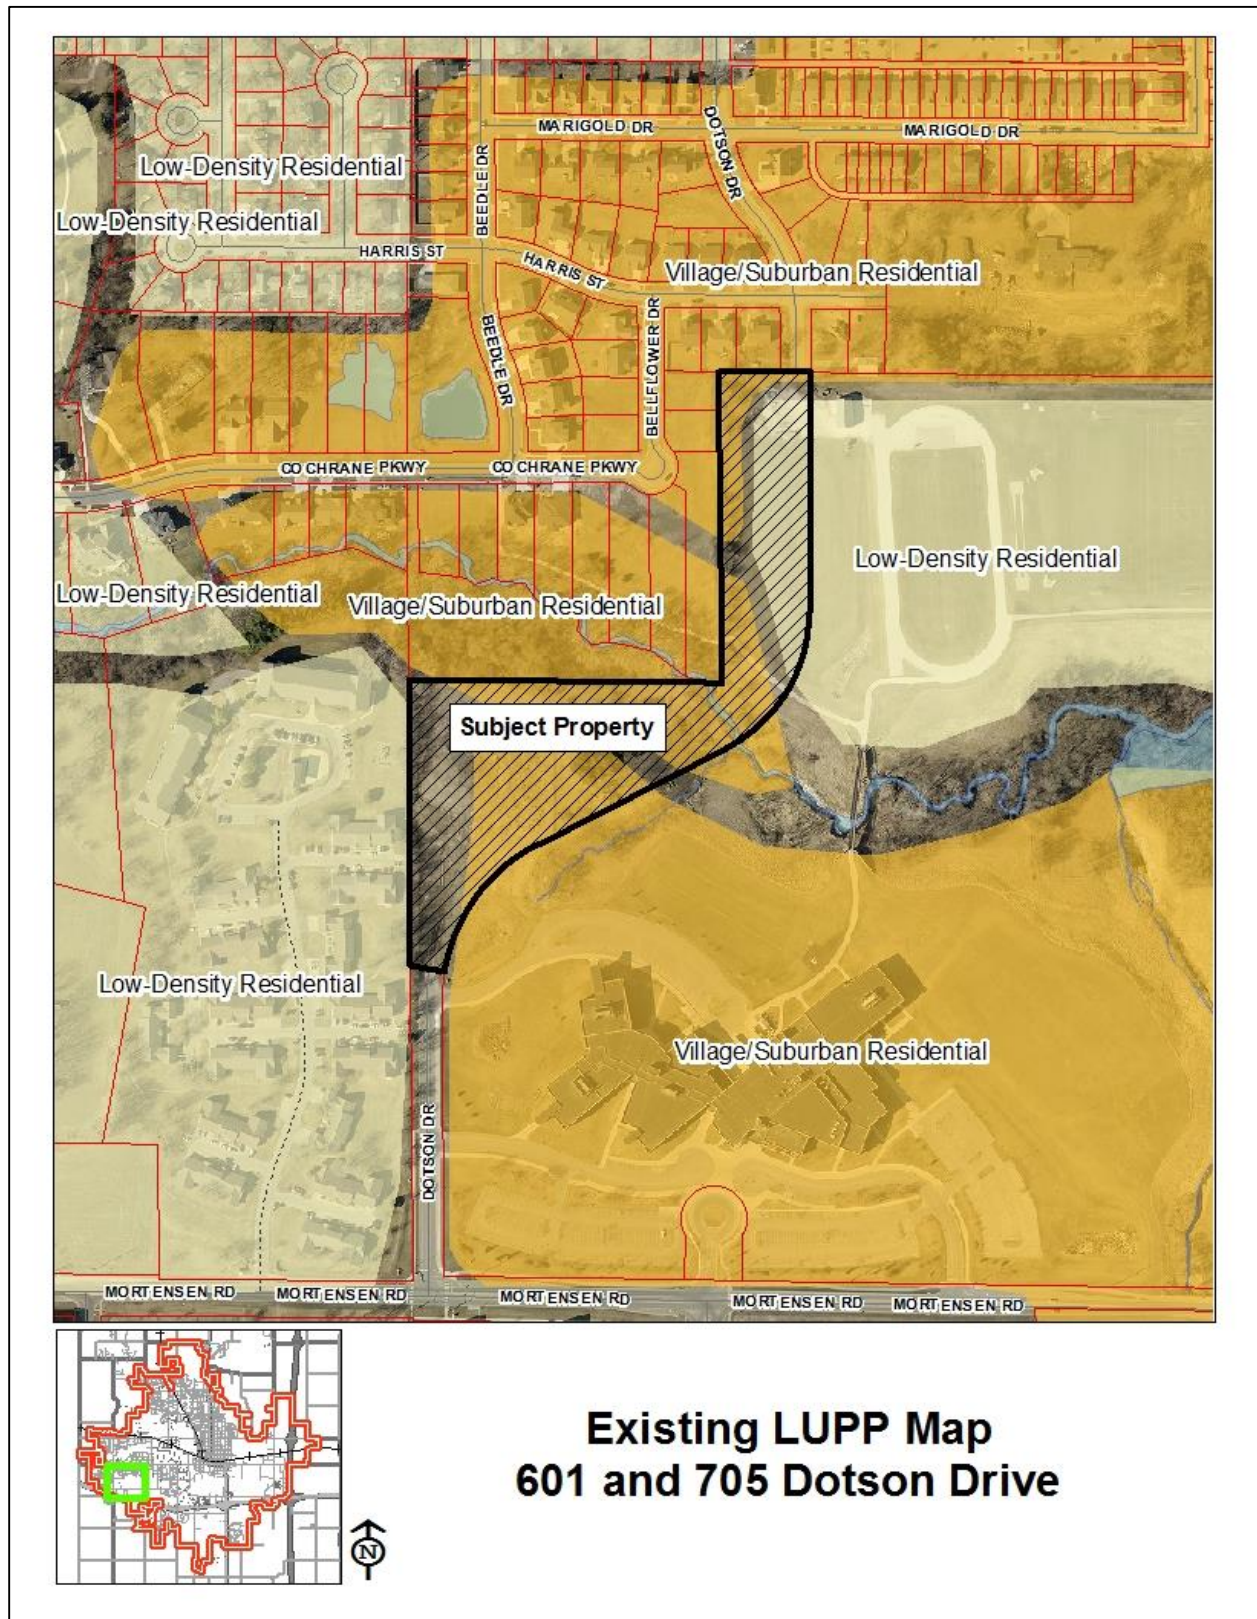 MARIGOLD DR
MARIGOLD DR
DOTSON DR
BEEDLE DR
Low-Density Residential
Low-Density Residential
HARRIS ST
HARRIS ST
Village/Suburban Residential
BEEDLE DR
BELLFLOWER DR
COCHRANE PKWY
COCHRANE PKWY
Low-Density Residential
Low-Density Residential
Village/Suburban Residential
Subject Property
Low-Density Residential
Village/Suburban Residential
DOTSON DR
MORTENSEN RD
MORTENSEN RD
MORTENSEN RD
MORTENSEN RD
MORTENSEN RD
N
Existing LUPP Map
601 and 705 Dotson Drive